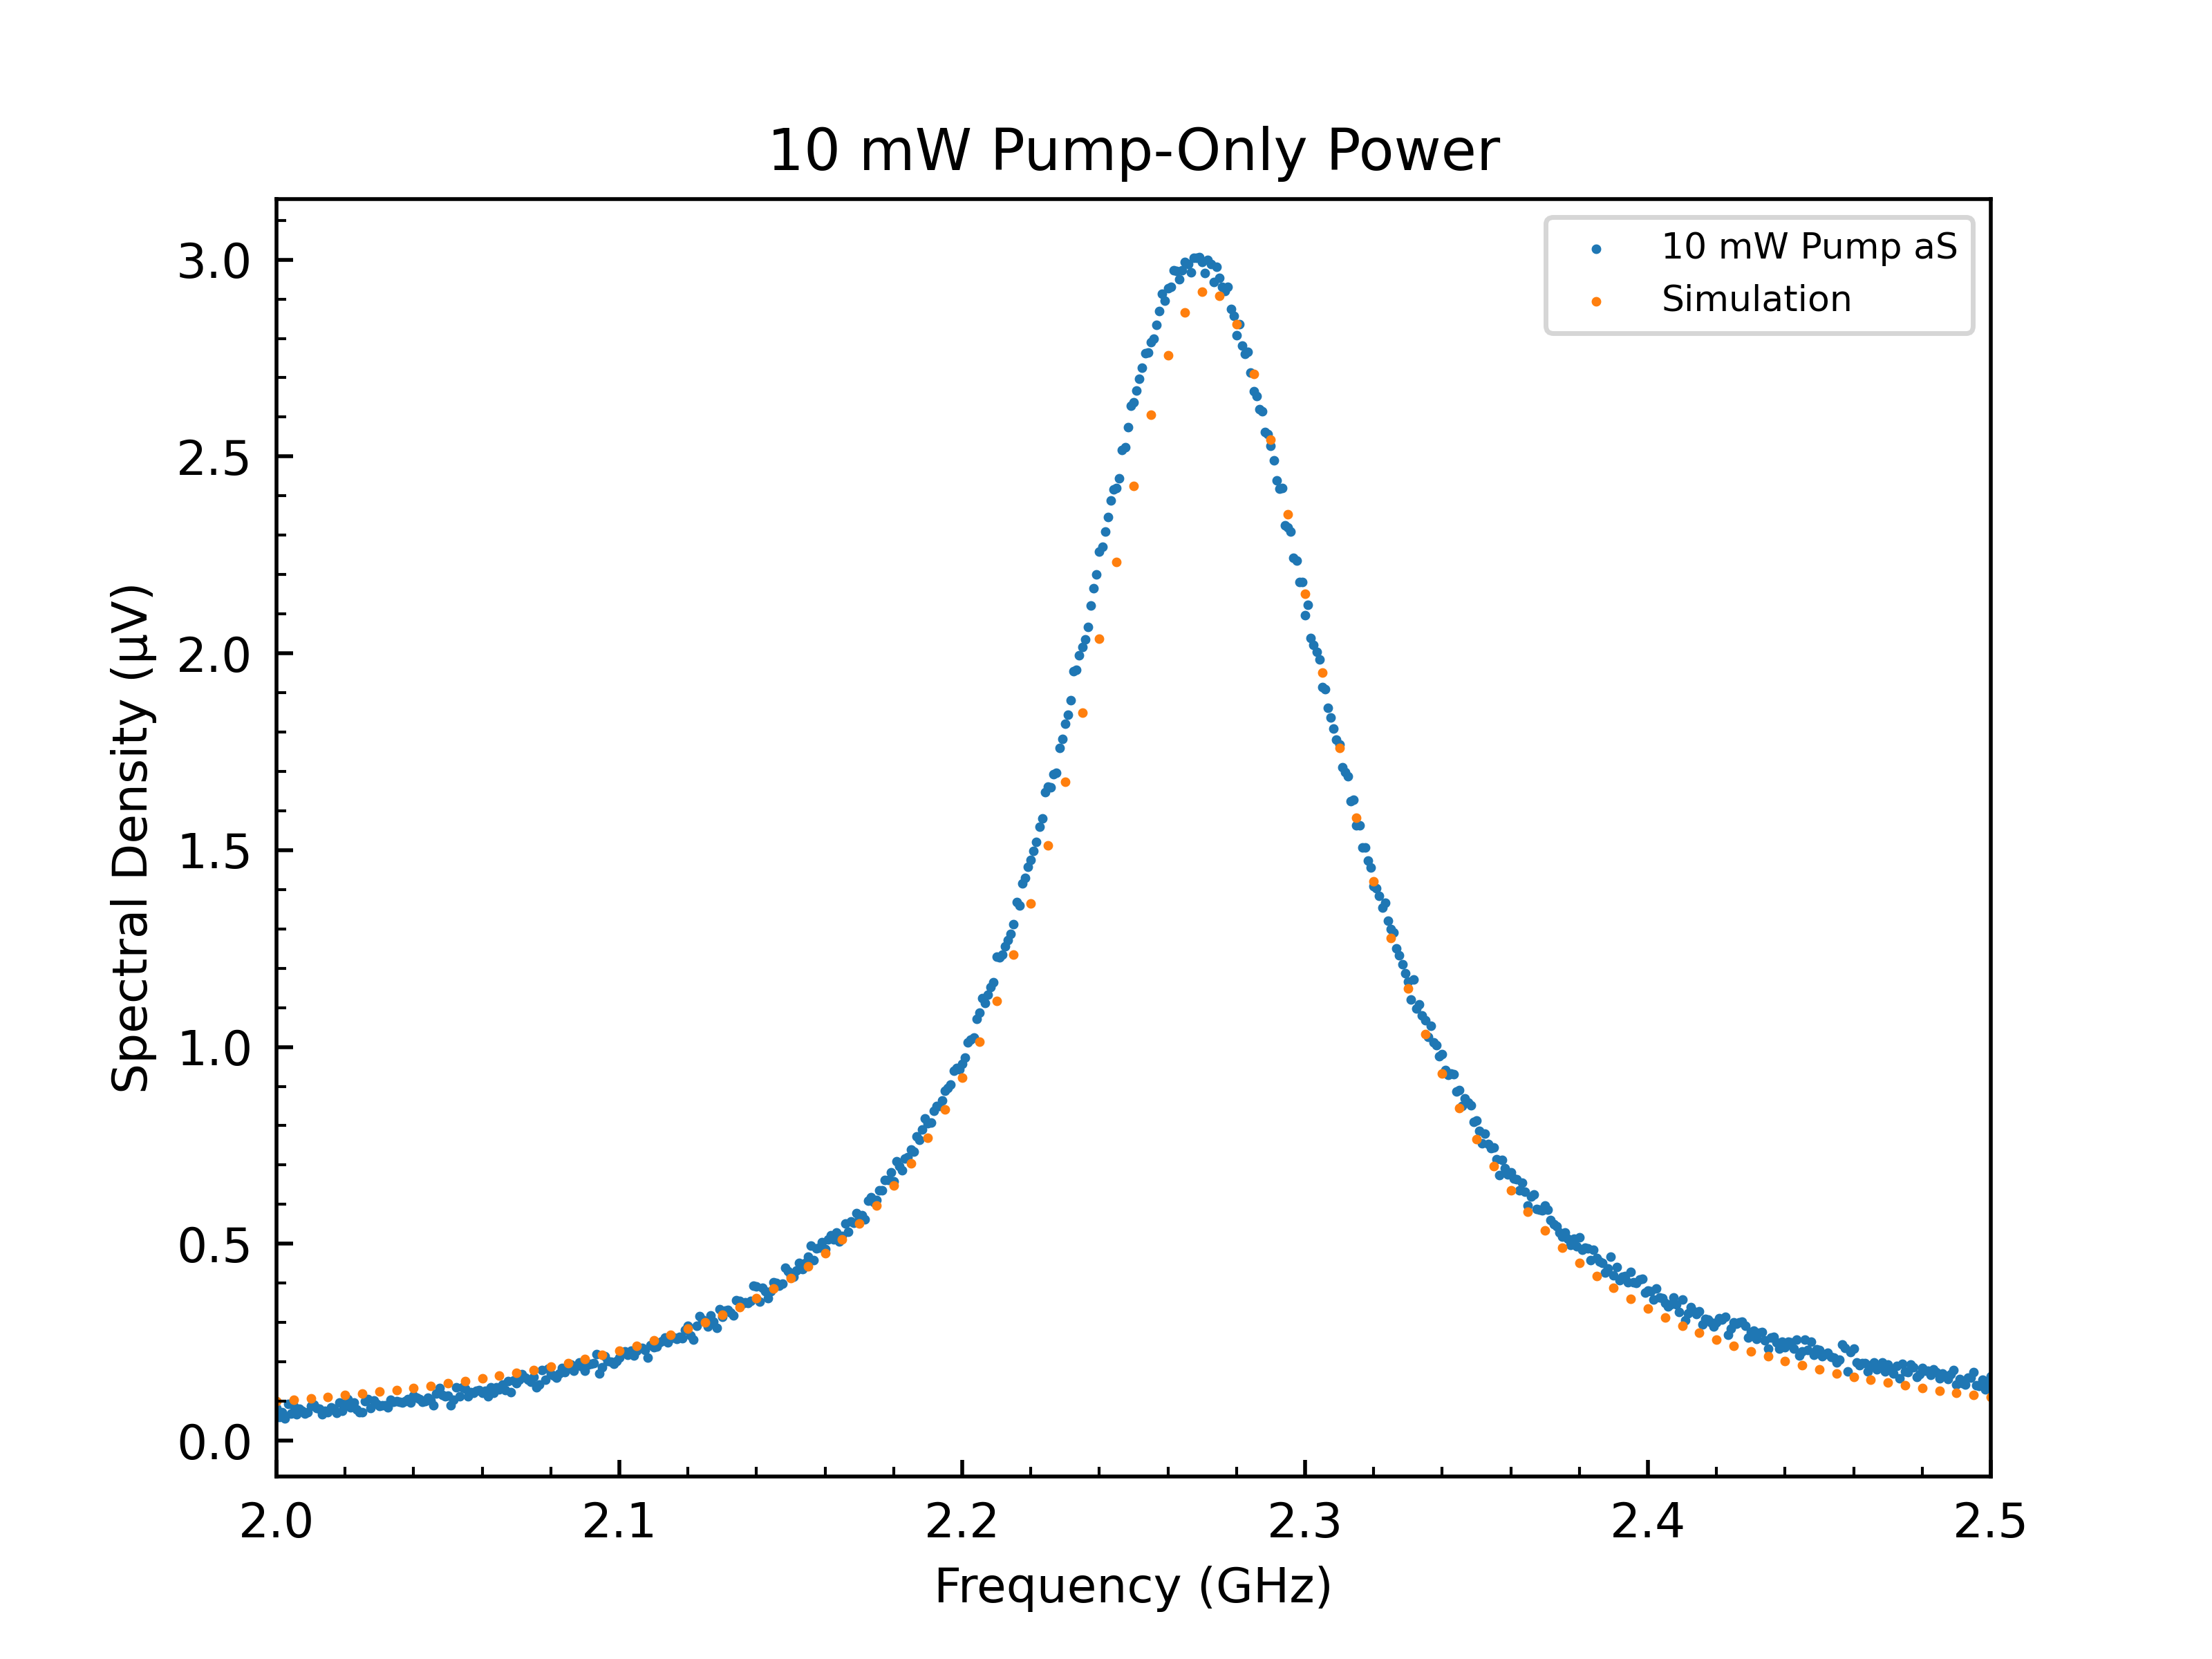 10 mW Pump-Only Power
10 mW Pump aS
Simulation
3.0
2.5
2.0
1.5
1.0
0.5
0.0
Spectral Density (µV)
2.0 2.1 2.2 2.3 2.4 2.5
Frequency (GHz)